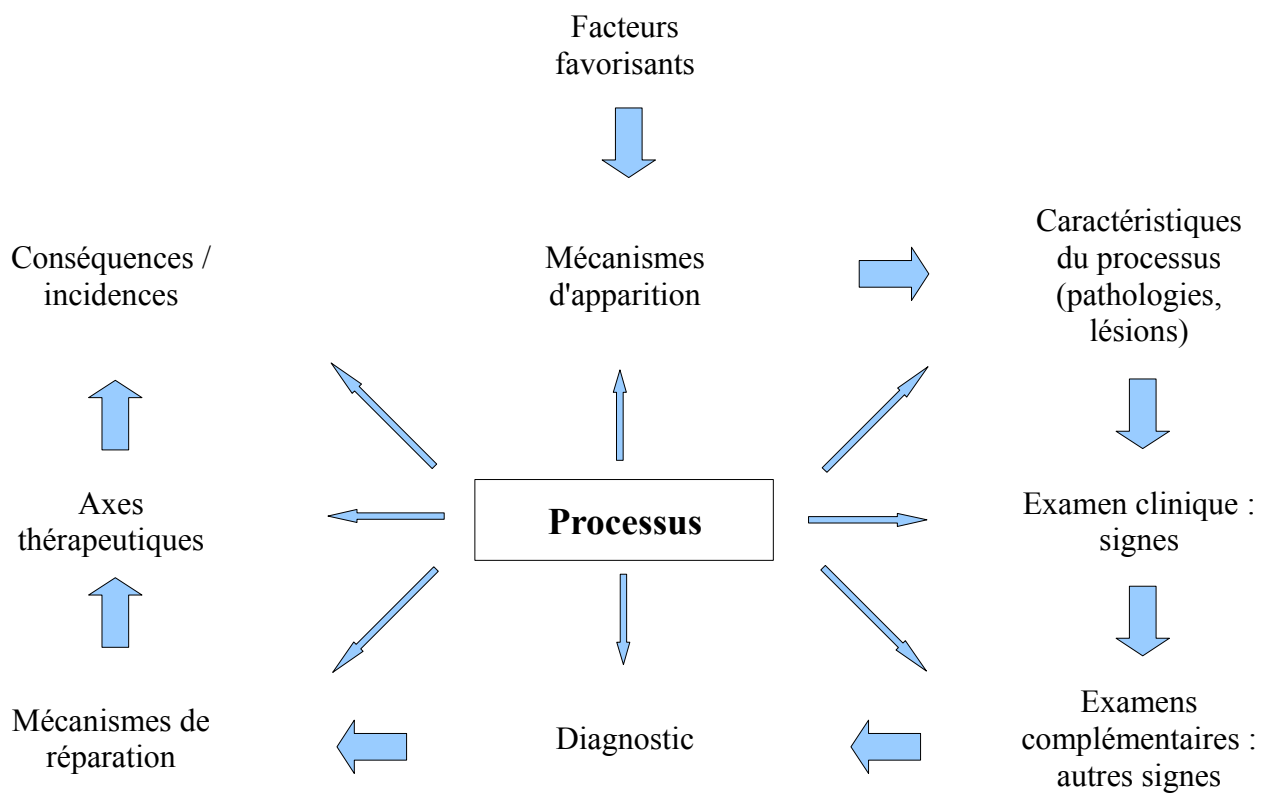 Facteurs
favorisants
Conséquences /
incidences
Mécanismes
d'apparition
Caractéristiques
du processus
(pathologies,
lésions)
Axes
thérapeutiques
Processus
Examen clinique :
signes
Mécanismes de
réparation
Diagnostic
Examens
complémentaires :
autres signes